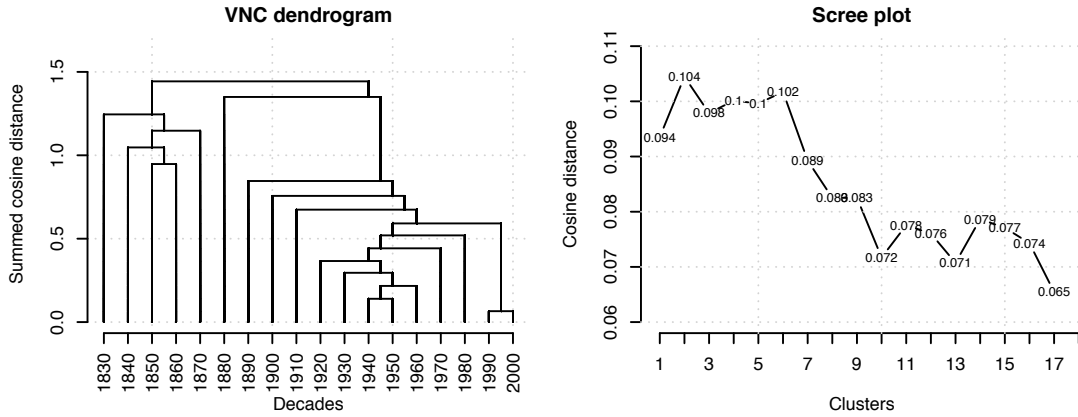 VNC dendrogram
Summed cosine distance
1.5
1.0
0.5
0.0
1830 1840 1850 1860 1870 1880 1890 1900 1910 1920 1930 1940 1950 1960 1970 1980 1990 2000
Decades
Scree plot
Cosine distance
0.11
0.10
0.09
0.08
0.07
0.06
0.094 0.104 0.098 0.1 0.1 0.102 0.089 0.083 0.072 0.078 0.076 0.071 0.079 0.077 0.074 0.065
1 3 5 7 9 11 13 15 17
Clusters